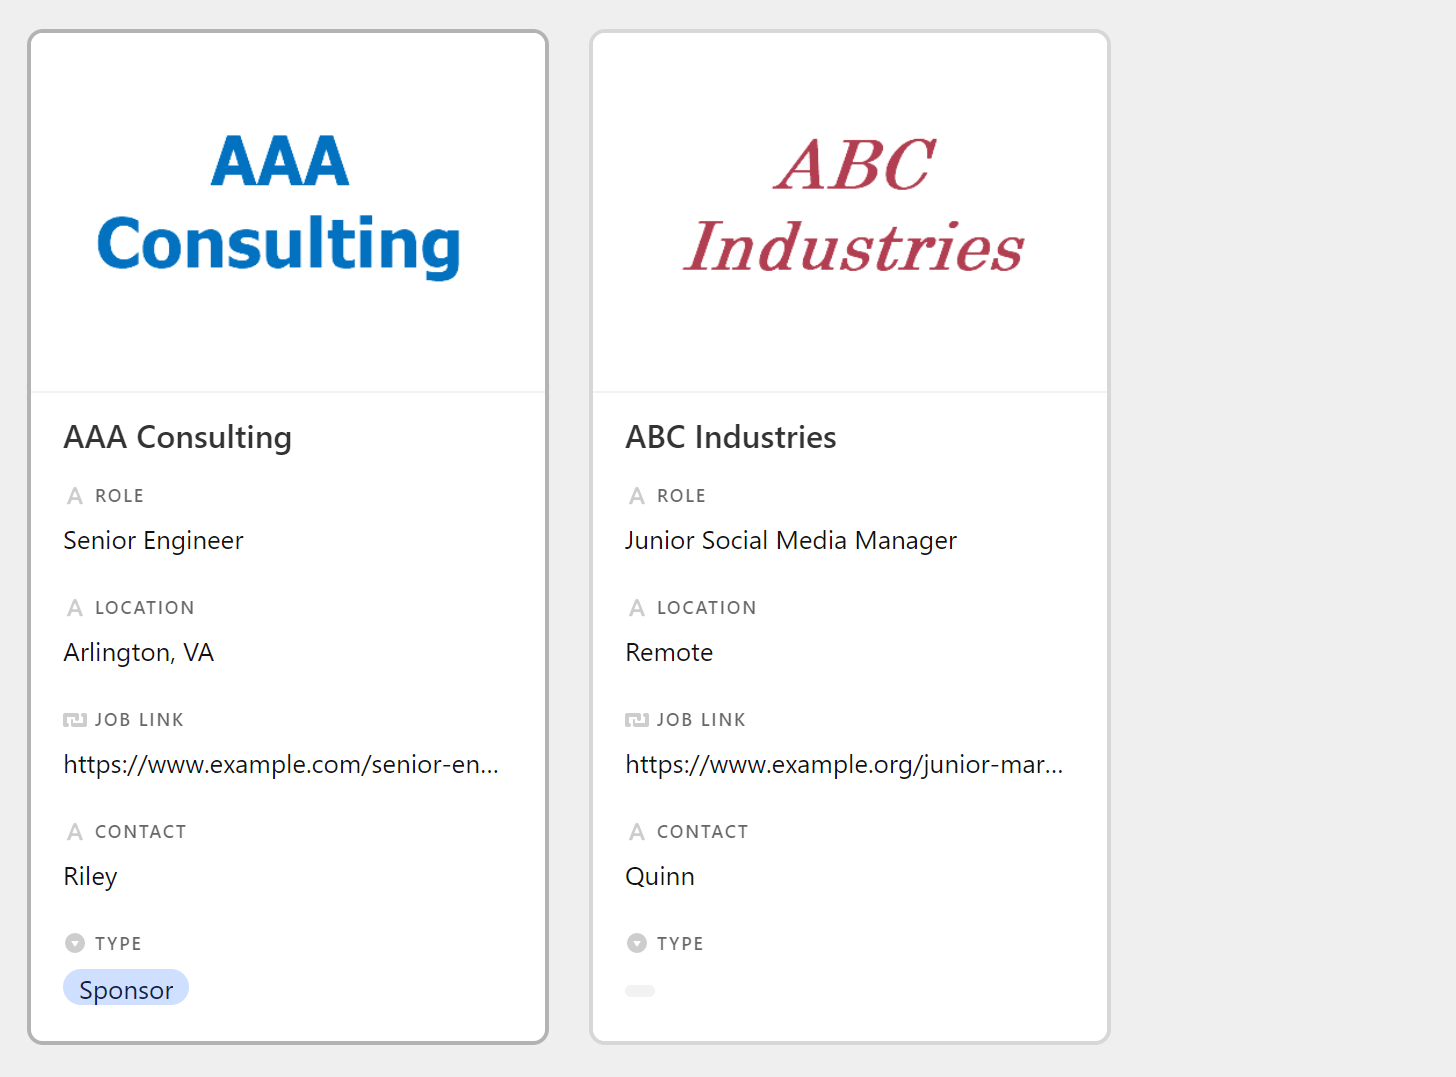 AAA
Consulting
AAA Consulting
ROLE
Senior Engineer
LOCATION
Arlington, VA
JOB LINK
https://www.example.com/senior-en...
CONTACT
Riley
TYPE
Sponsor
ABC
Industries
ABC Industries
ROLE
Junior Social Media Manager
LOCATION
Remote
JOB LINK
https://www.example.org/junior-mar...
CONTACT
Quinn
TYPE